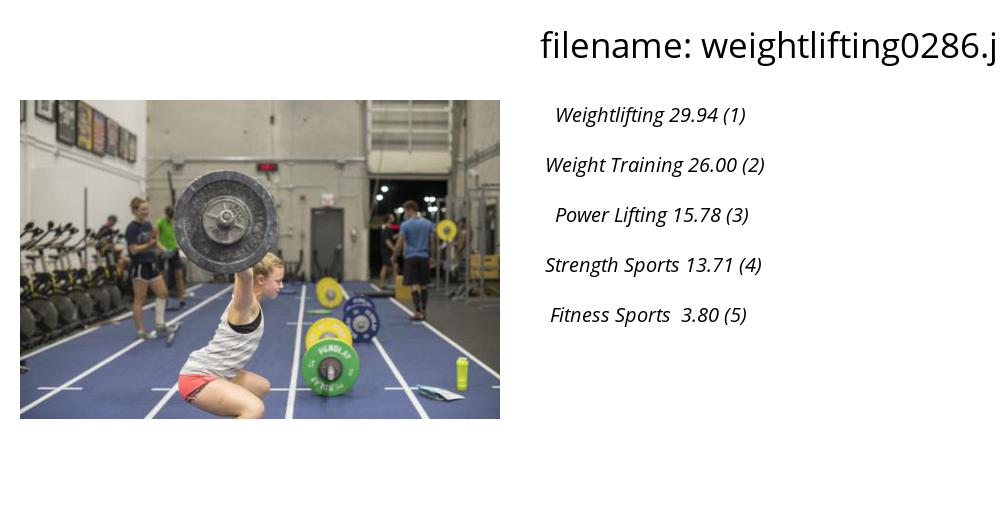 filename: weightlifting0286.j
Weightlifting 29.94 (1)
Weight Training 26.00 (2)
Power Lifting 15.78 (3)
Strength Sports 13.71 (4)
Fitness Sports 3.80 (5)
PENDLAY